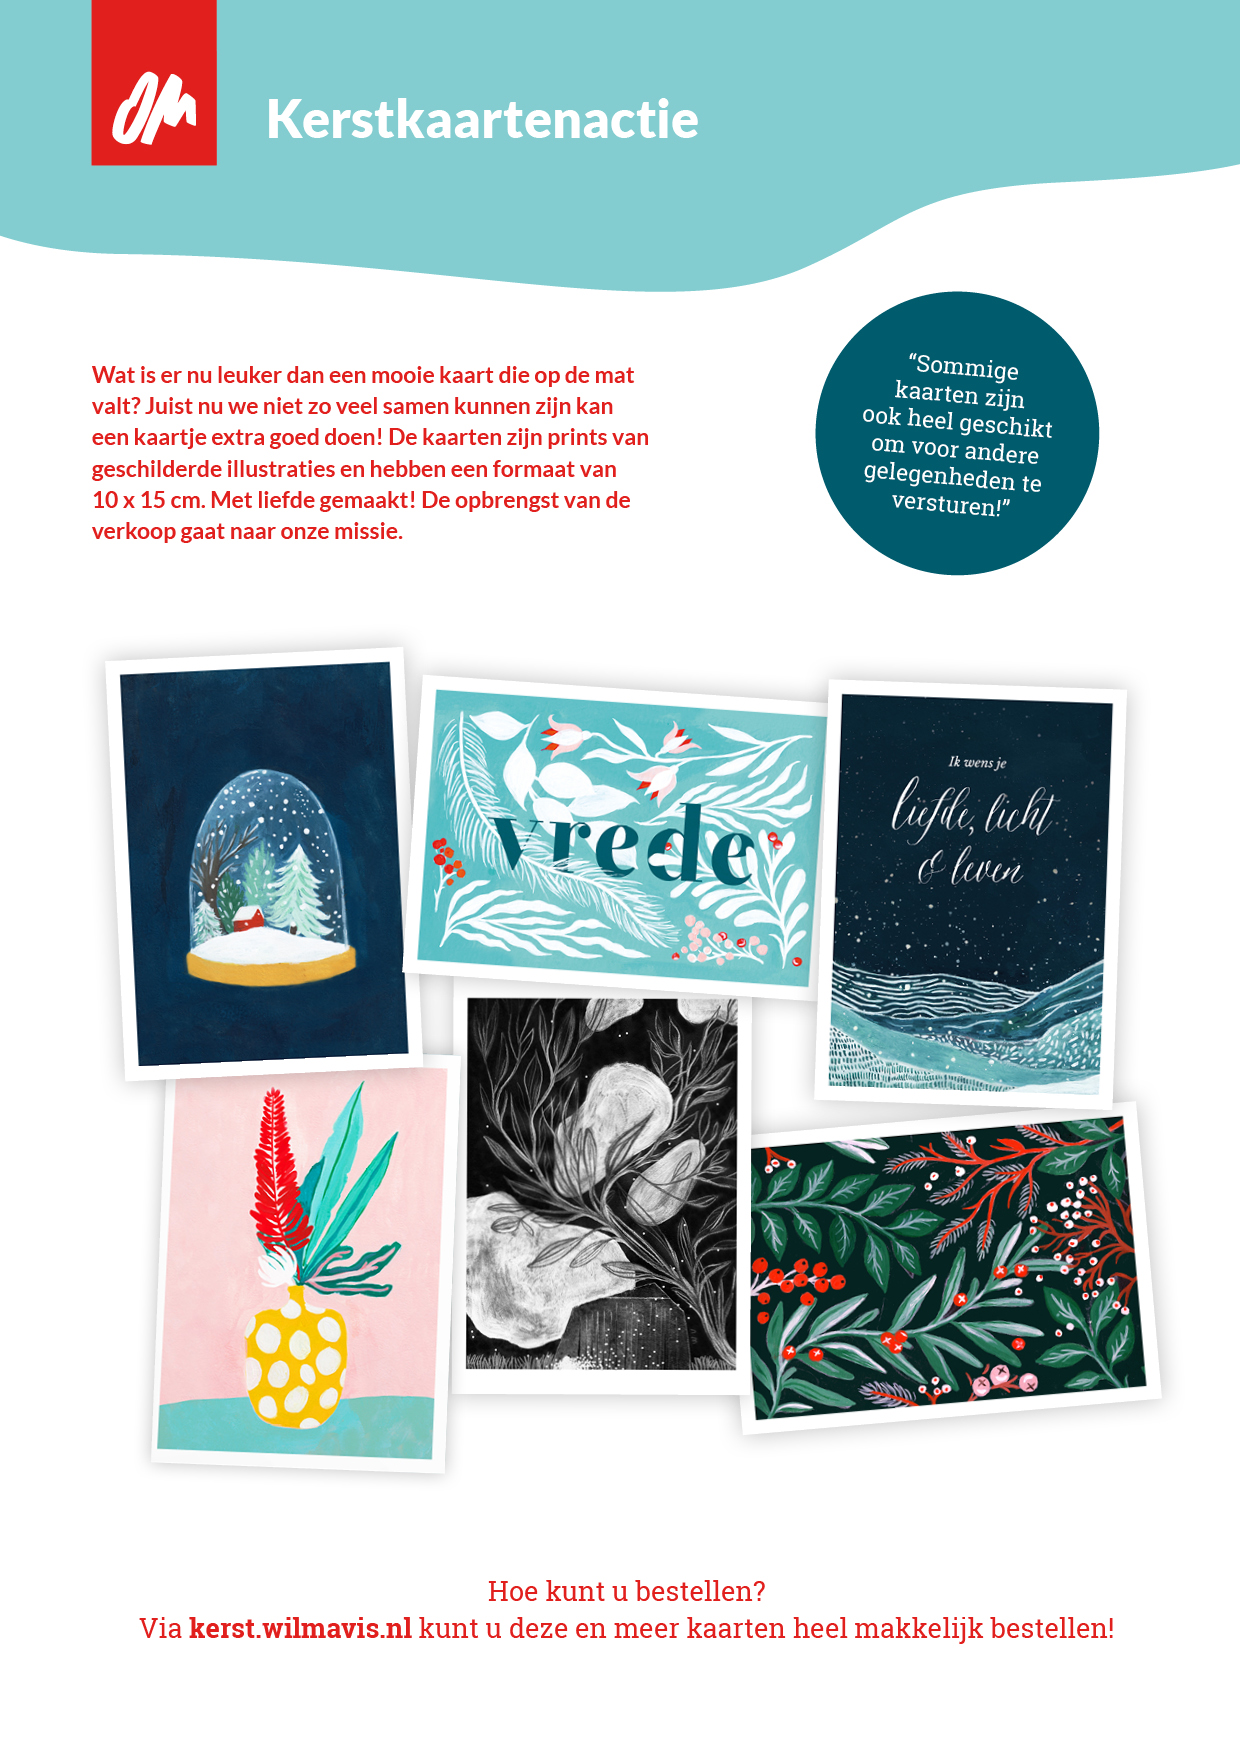 OM
Kerstkaartenactie
Wat is er nu leuker dan een mooie kaart die op de mat
valt? Juist nu we niet zo veel samen kunnen zijn kan
een kaartje extra goed doen! De kaarten zijn prints van
geschilderde illustraties en hebben een formaat van
10 x 15 cm. Met liefde gemaakt! De opbrengst van de
verkoop gaat naar onze missie.
“Sommige
kaarten zijn
ook heel geschikt
om voor andere
gelegenheden te
versturen!”
vrede
Ik wens je
liefde, licht
& leven
Hoe kunt u bestellen?
Via kerst.wilmavis.nl kunt u deze en meer kaarten heel makkelijk bestellen!